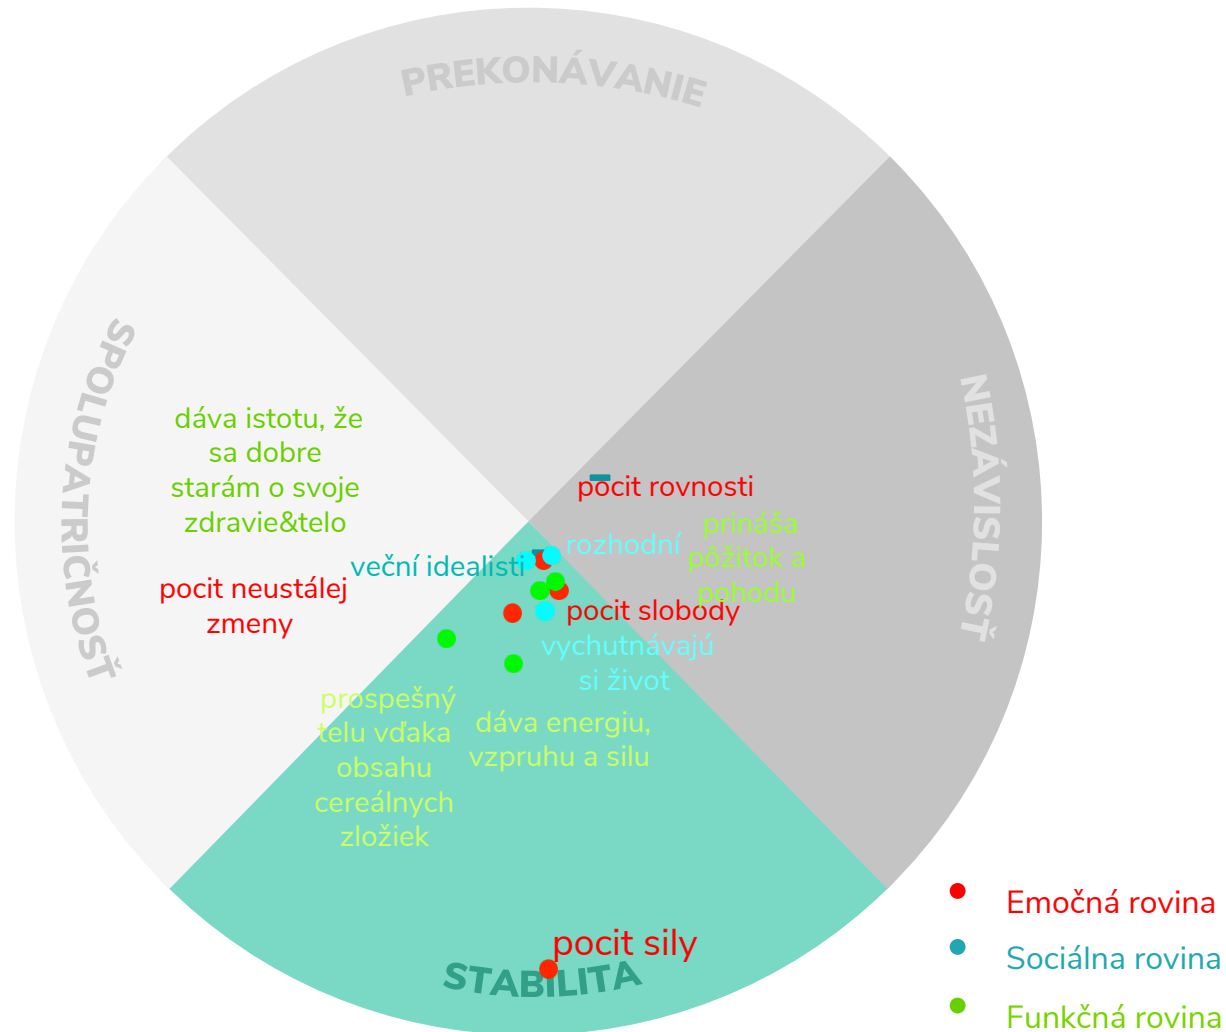 PREKONÁVANIE
SPOLUPATRIČNOSŤ
NEZÁVISLOSŤ
dáva istotu, že
sa dobre
starám o svoje
zdravie&telo
pocit rovnosti
prináša
pôžitok a
pohodu
rozhodní
veční idealisti
pocit neustálej
zmeny
pocit slobody
vychutnávajú
si život
prospešný
telu vďaka
obsahu
cereálnych
zložiek
dáva energiu,
vzpruhu a silu
pocit sily
STABILITA
Emočná rovina
Sociálna rovina
Funkčná rovina